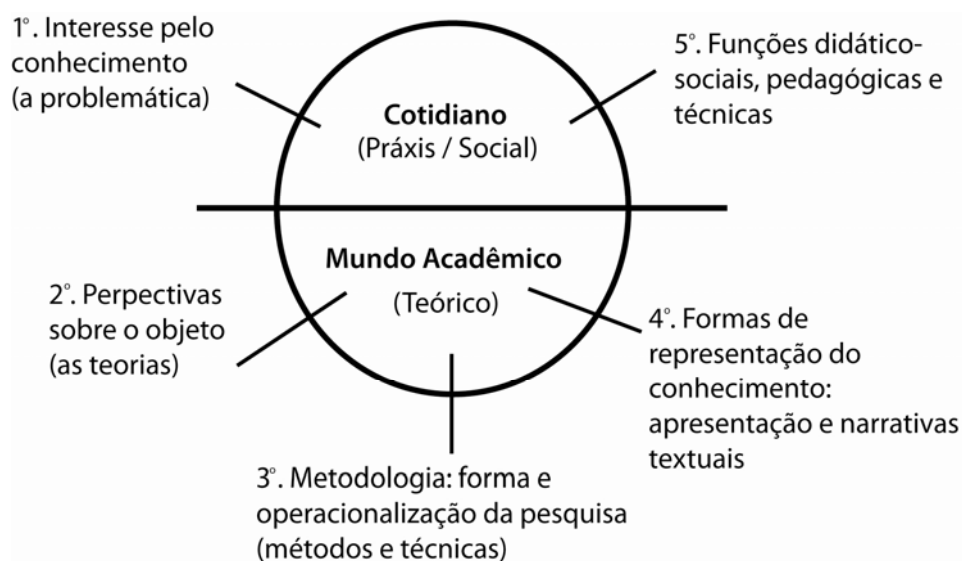 1°. Interesse pelo
conhecimento
(a problemática)
5°. Funções didático-
sociais, pedagógicas e
técnicas
Cotidiano
(Práxis / Social)
Mundo Acadêmico
(Teórico)
2°. Perpectivas
sobre o objeto
(as teorias)
4°. Formas de
representação do
conhecimento:
apresentação e narrativas
textuais
3°. Metodologia: forma e
operacionalização da pesquisa
(métodos e técnicas)